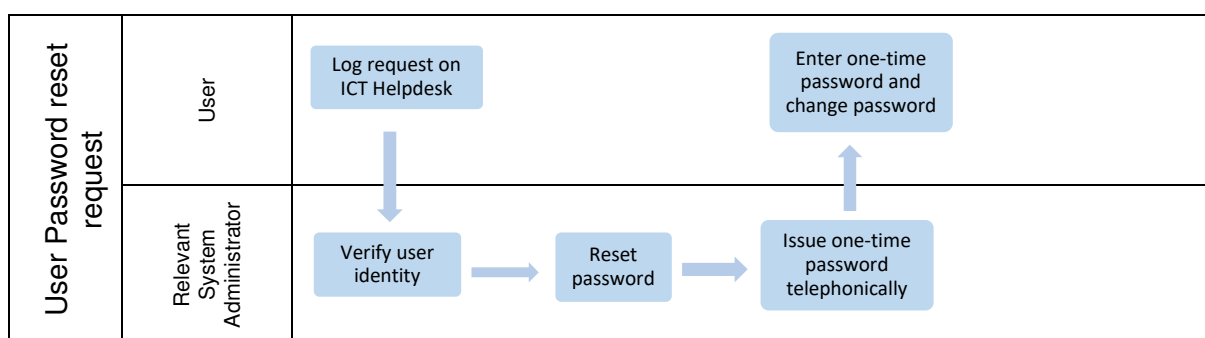 User Password reset
request
User
Log request on
ICT Helpdesk
Enter one-time
password and
change password
Relevant
System
Administrator
Verify user
identity
Reset
password
Issue one-time
password
telephonically